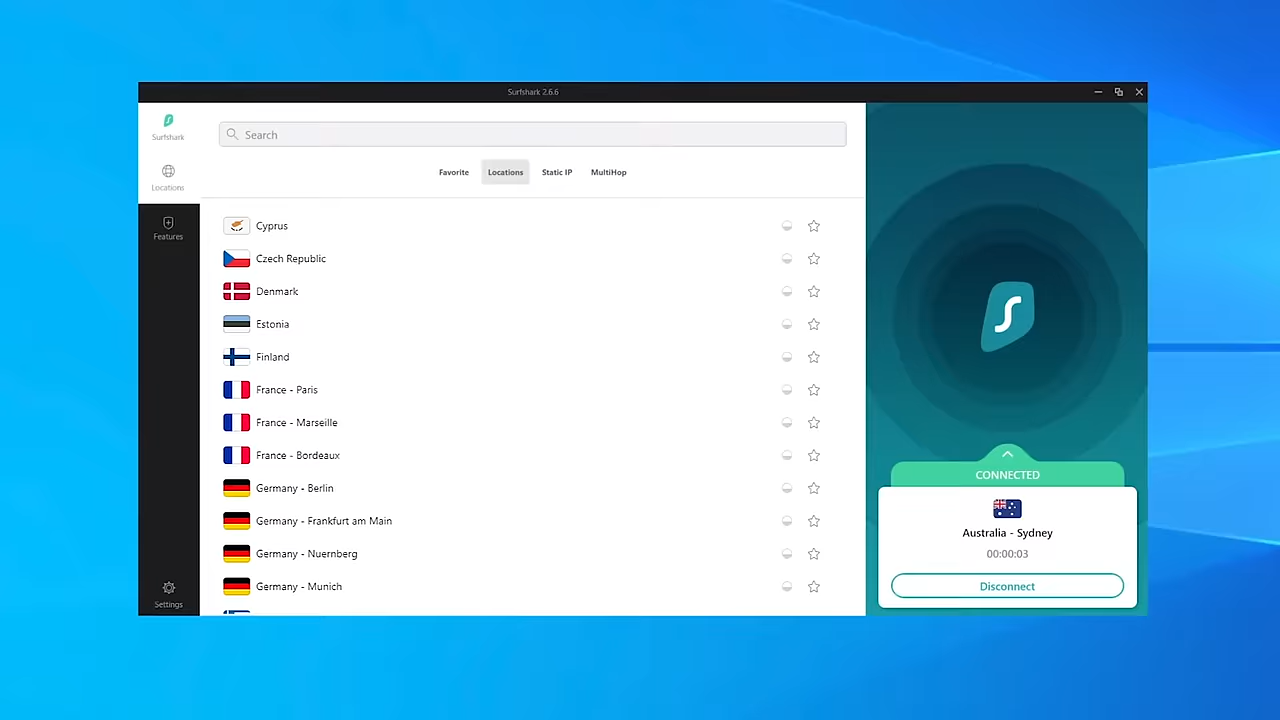 Surfshark 2.6.6
Surfshark
Locations
Features
Settings
Search
Favorite Locations Static IP MultiHop
Cyprus
Czech Republic
Denmark
Estonia
Finland
France - Paris
France - Marseille
France - Bordeaux
Germany - Berlin
Germany - Frankfurt am Main
Germany - Nuernberg
Germany - Munich
CONNECTED
Australia - Sydney
00:00:03
Disconnect